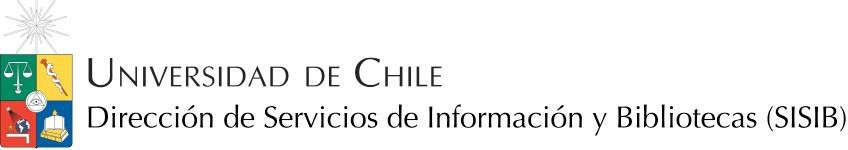 UNIVERSIDAD DE CHILE
Dirección de Servicios de Información y Bibliotecas (SISIB)